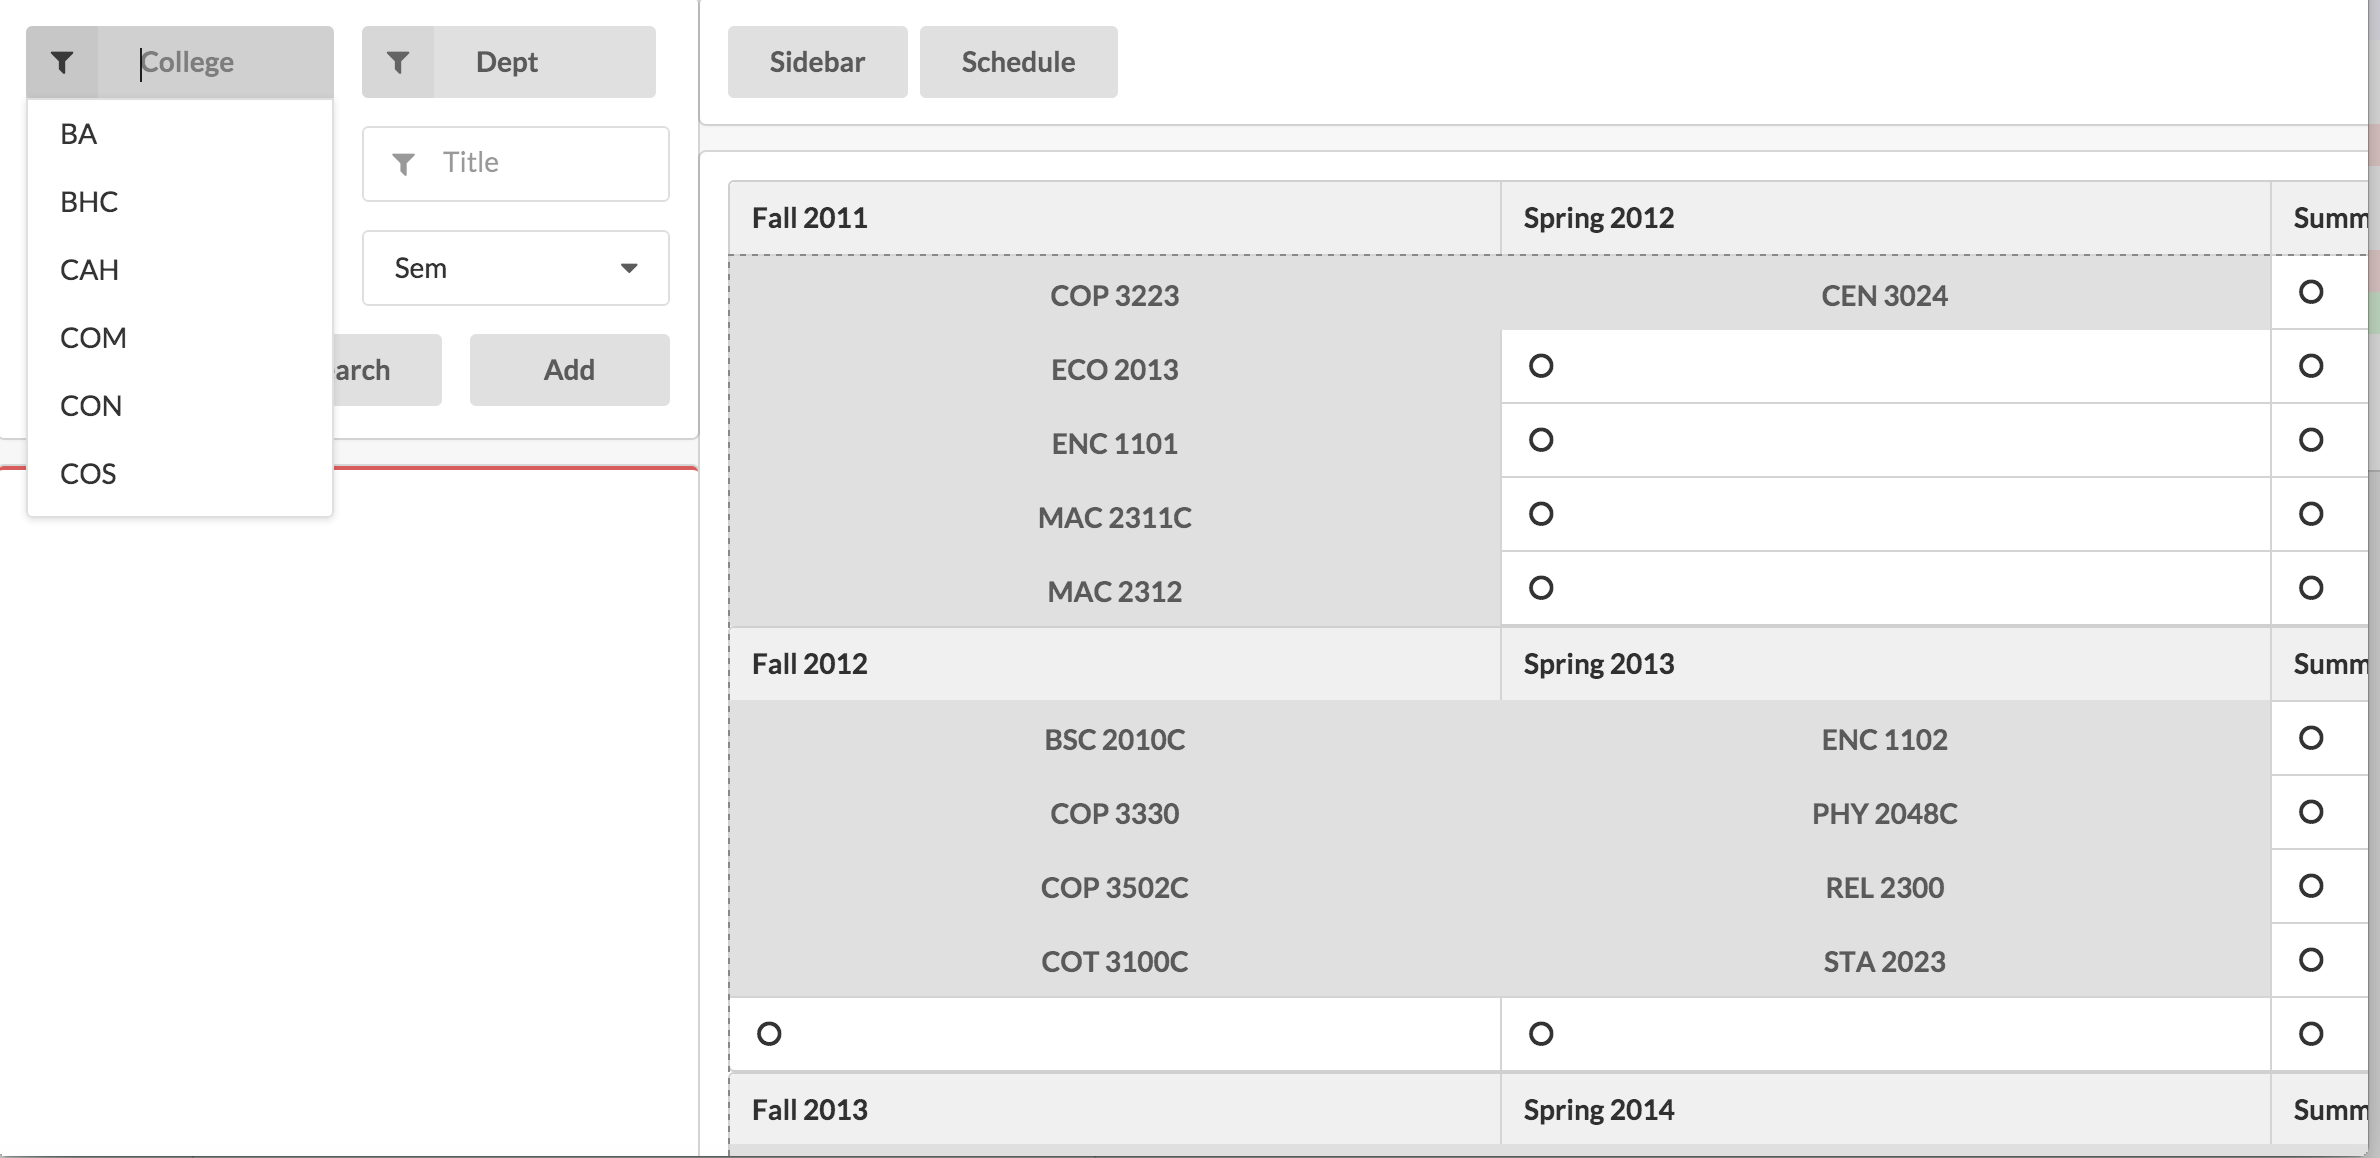 College
BA
BHC
CAH
COM
CON
COS
Dept
Title
Sem
arch
Add
Sidebar
Schedule
Fall 2011
Spring 2012
Summ
COP 3223
CEN 3024
ECO 2013
ENC 1101
MAC 2311C
MAC 2312
Fall 2012
Spring 2013
Summ
BSC 2010C
ENC 1102
COP 3330
PHY 2048C
COP 3502C
REL 2300
COT 3100C
STA 2023
Fall 2013
Spring 2014
Summ